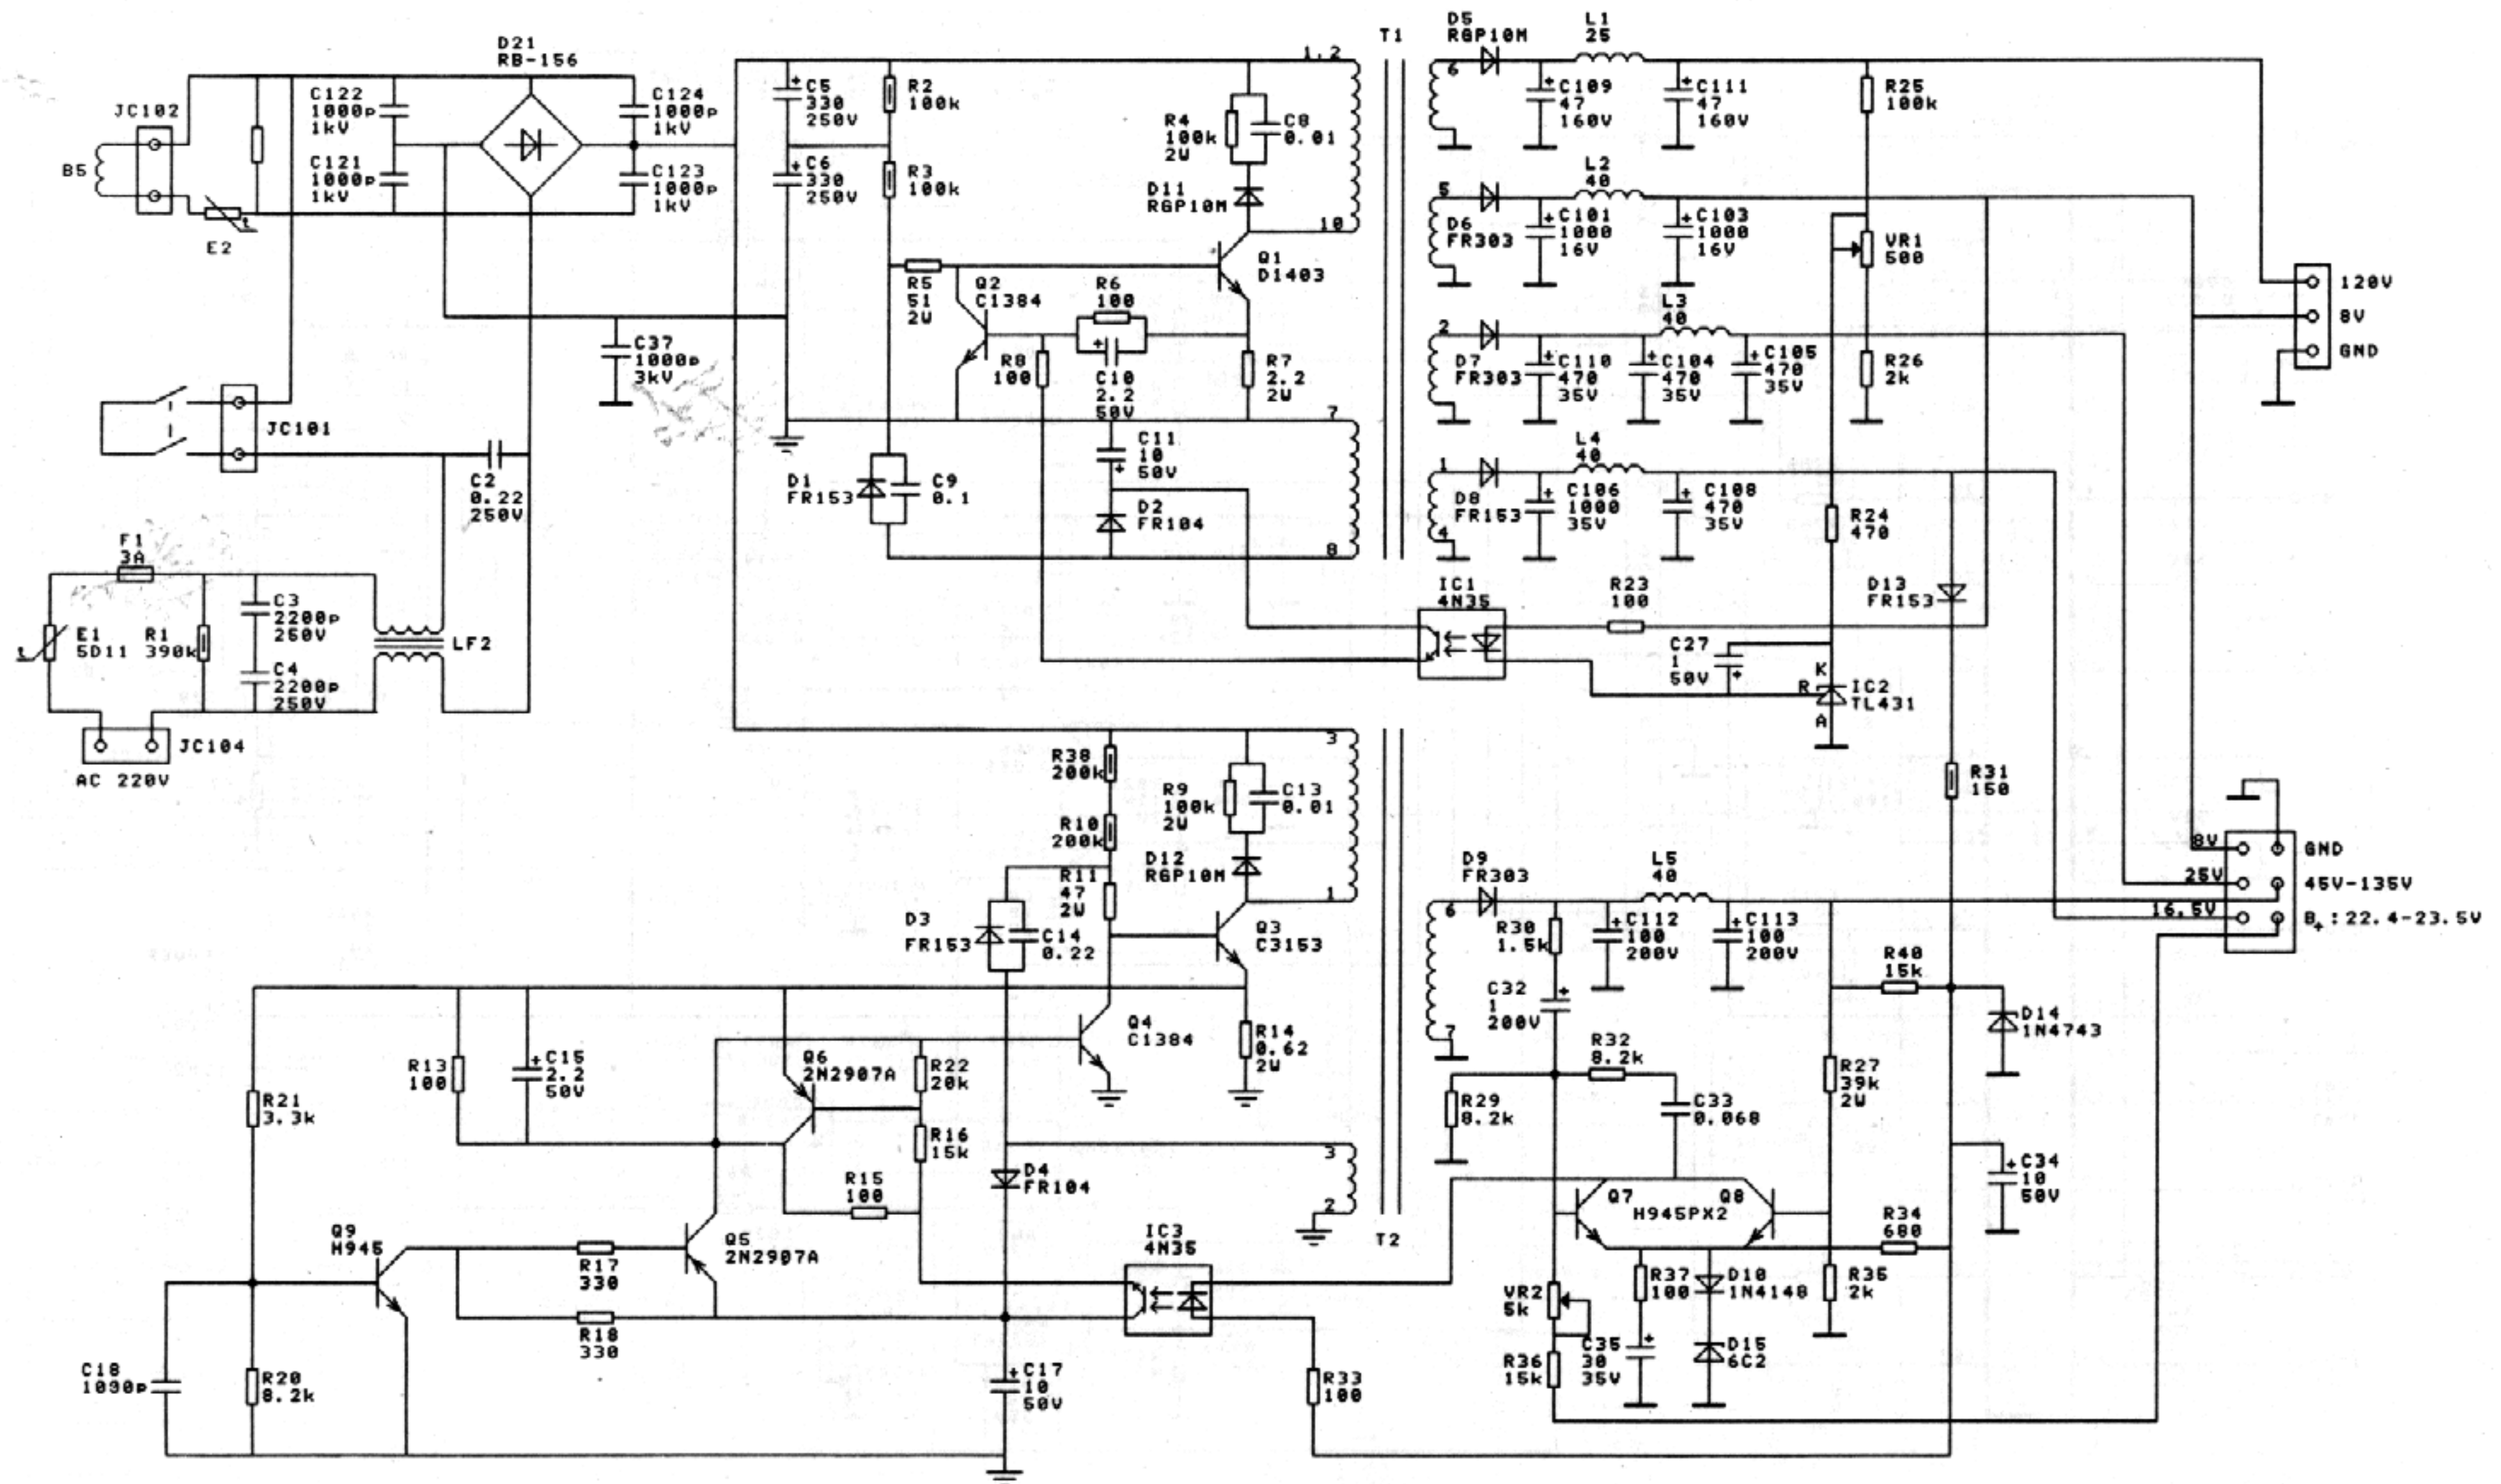 D21
RB-156
JC102
B5
E2
C122
1000p
1kV
C121
1000p
1kV
C124
1000p
1kV
C123
1000p
1kV
C37
1000p
3kV
JC101
C2
0.22
250V
F1
3A
E1
5D11
t
R1
390k
C3
2200p
250V
C4
2200p
250V
LF2
JC104
AC 220V
C5
330
250V
C6
330
250V
R2
100k
R3
100k
R4
100k
2W
C8
0.01
D11
RGP10M
1,2
10
T1
Q1
D1403
R5
51
2W
Q2
C1384
R6
100
R8
100
C10
2.2
50V
R7
2.2
2W
7
C11
10
50V
D1
FR153
C9
0.1
D2
FR104
8
D5
RGP10M
L1
25
6
C109
47
160V
C111
47
160V
R25
100k
L2
40
5
D6
FR303
C101
1000
16V
C103
1000
16V
VR1
500
L3
40
2
D7
FR303
C110
470
35V
C104
470
35V
C105
470
35V
R26
2k
120V
8V
GND
L4
40
1
D8
FR153
4
C106
1000
35V
C108
470
35V
R24
470
IC1
4N35
R23
100
D13
FR153
C27
1
50V
K
R
A
IC2
TL431
R31
150
R38
200k
R10
200k
R9
100k
2W
C13
0.01
3
D12
RGP10M
1
R11
47
2W
D3
FR153
C14
0.22
Q3
C3153
Q4
C1384
R14
0.62
2W
R13
100
C15
2.2
50V
Q6
2N2907A
R22
20k
R16
15k
R15
100
R21
3.3k
D4
FR104
3
2
T2
Q9
H945
R17
330
R18
330
Q5
2N2907A
IC3
4N35
C18
1090p
R20
8.2k
C17
10
50V
R33
100
D9
FR303
L5
40
6
7
R30
1.5k
C112
100
200V
C113
100
200V
C32
1
200V
R32
8.2k
R29
8.2k
C33
0.068
R27
39k
2W
R40
15k
D14
1N4743
C34
10
50V
Q7
Q8
H945PX2
R34
680
R37
100
D10
1N4148
R35
2k
VR2
5k
R36
15k
C35
30
35V
D15
6C2
8V
GND
25V
45V-135V
16.5V
B+:22.4-23.5V